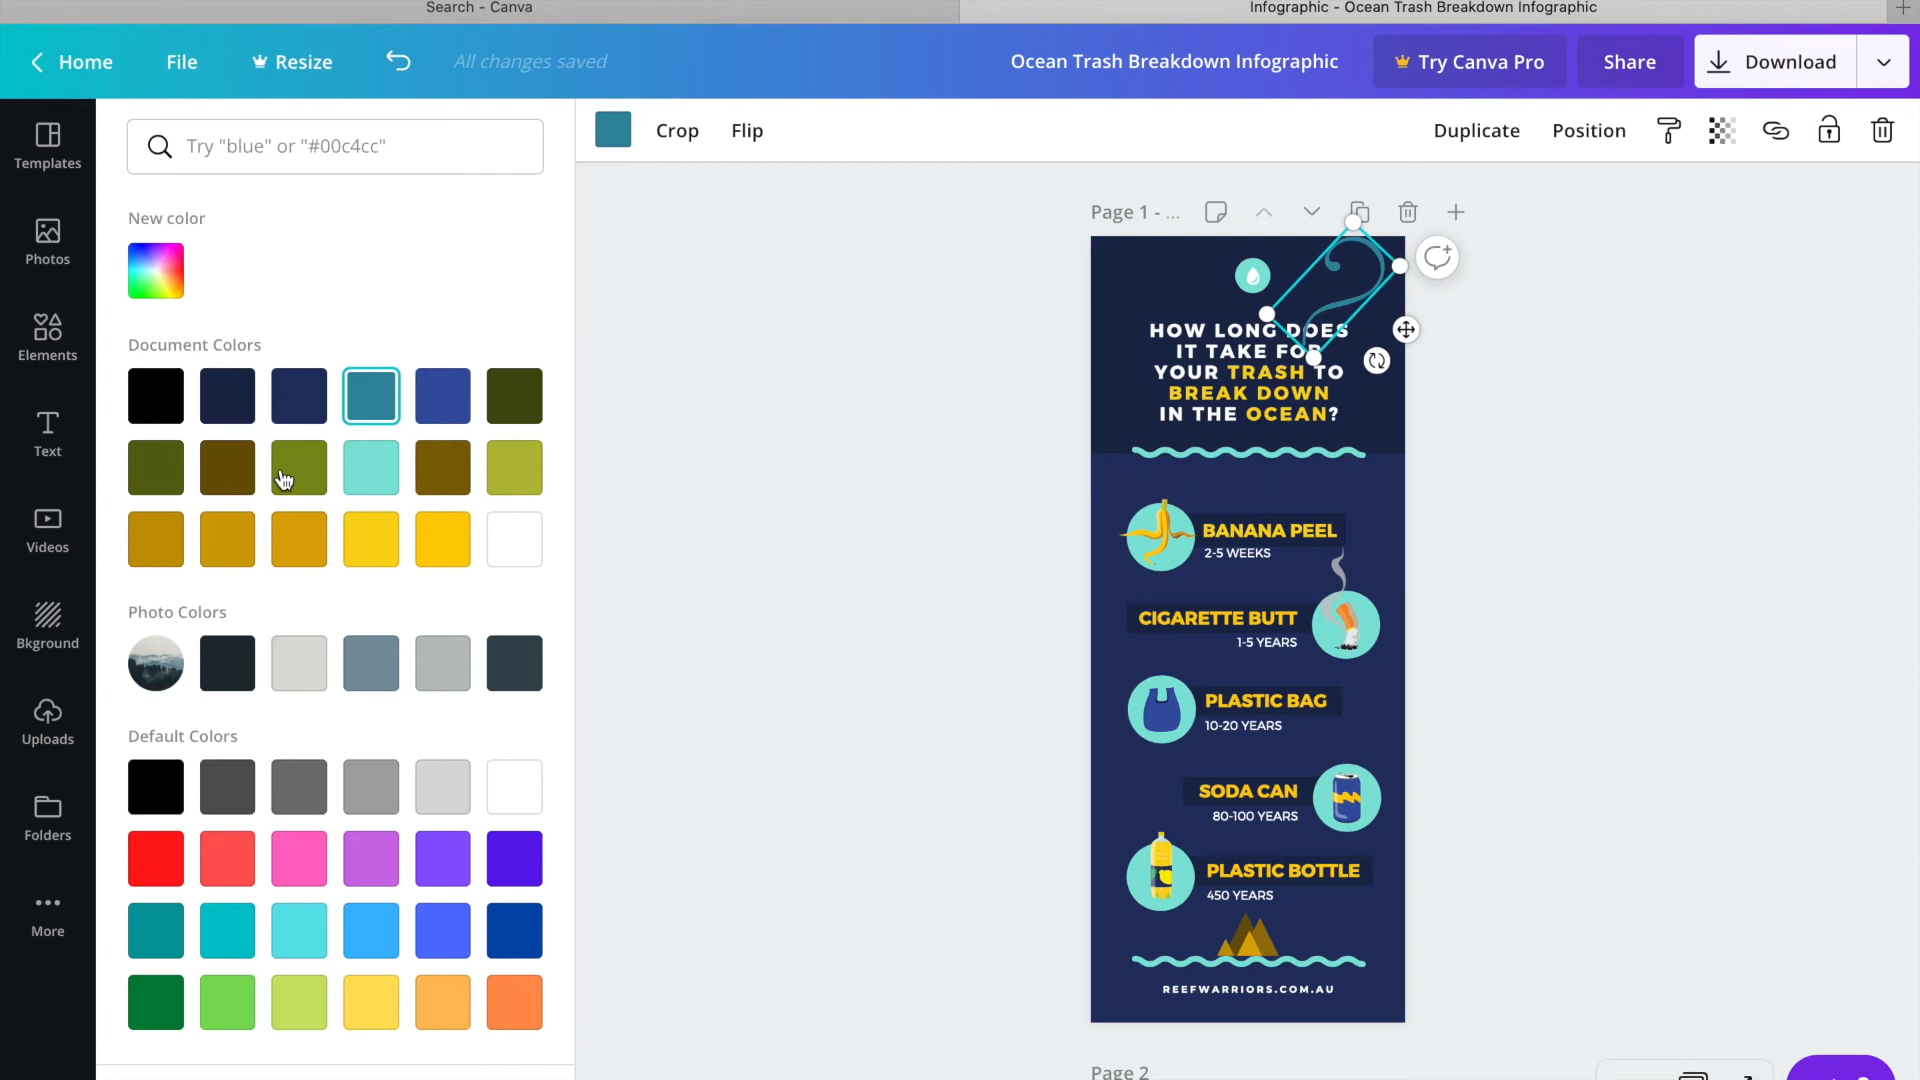 Search - Canva
Infographic - Ocean Trash Breakdown Infographic
Home
File
Resize
All changes saved
Ocean Trash Breakdown Infographic
Try Canva Pro
Share
Download
Templates
Photos
Elements
Text
Videos
Bkground
Uploads
Folders
More
Try "blue" or "#00c4cc"
New color
Document Colors
Photo Colors
Default Colors
Crop
Flip
Duplicate
Position
Page 1 - ...
HOW LONG DOES
IT TAKE FOR
YOUR TRASH TO
BREAK DOWN
IN THE OCEAN?
BANANA PEEL
2-5 WEEKS
CIGARETTE BUTT
1-5 YEARS
PLASTIC BAG
10-20 YEARS
SODA CAN
80-100 YEARS
PLASTIC BOTTLE
450 YEARS
REEFWARRIORS.COM.AU
Page 2